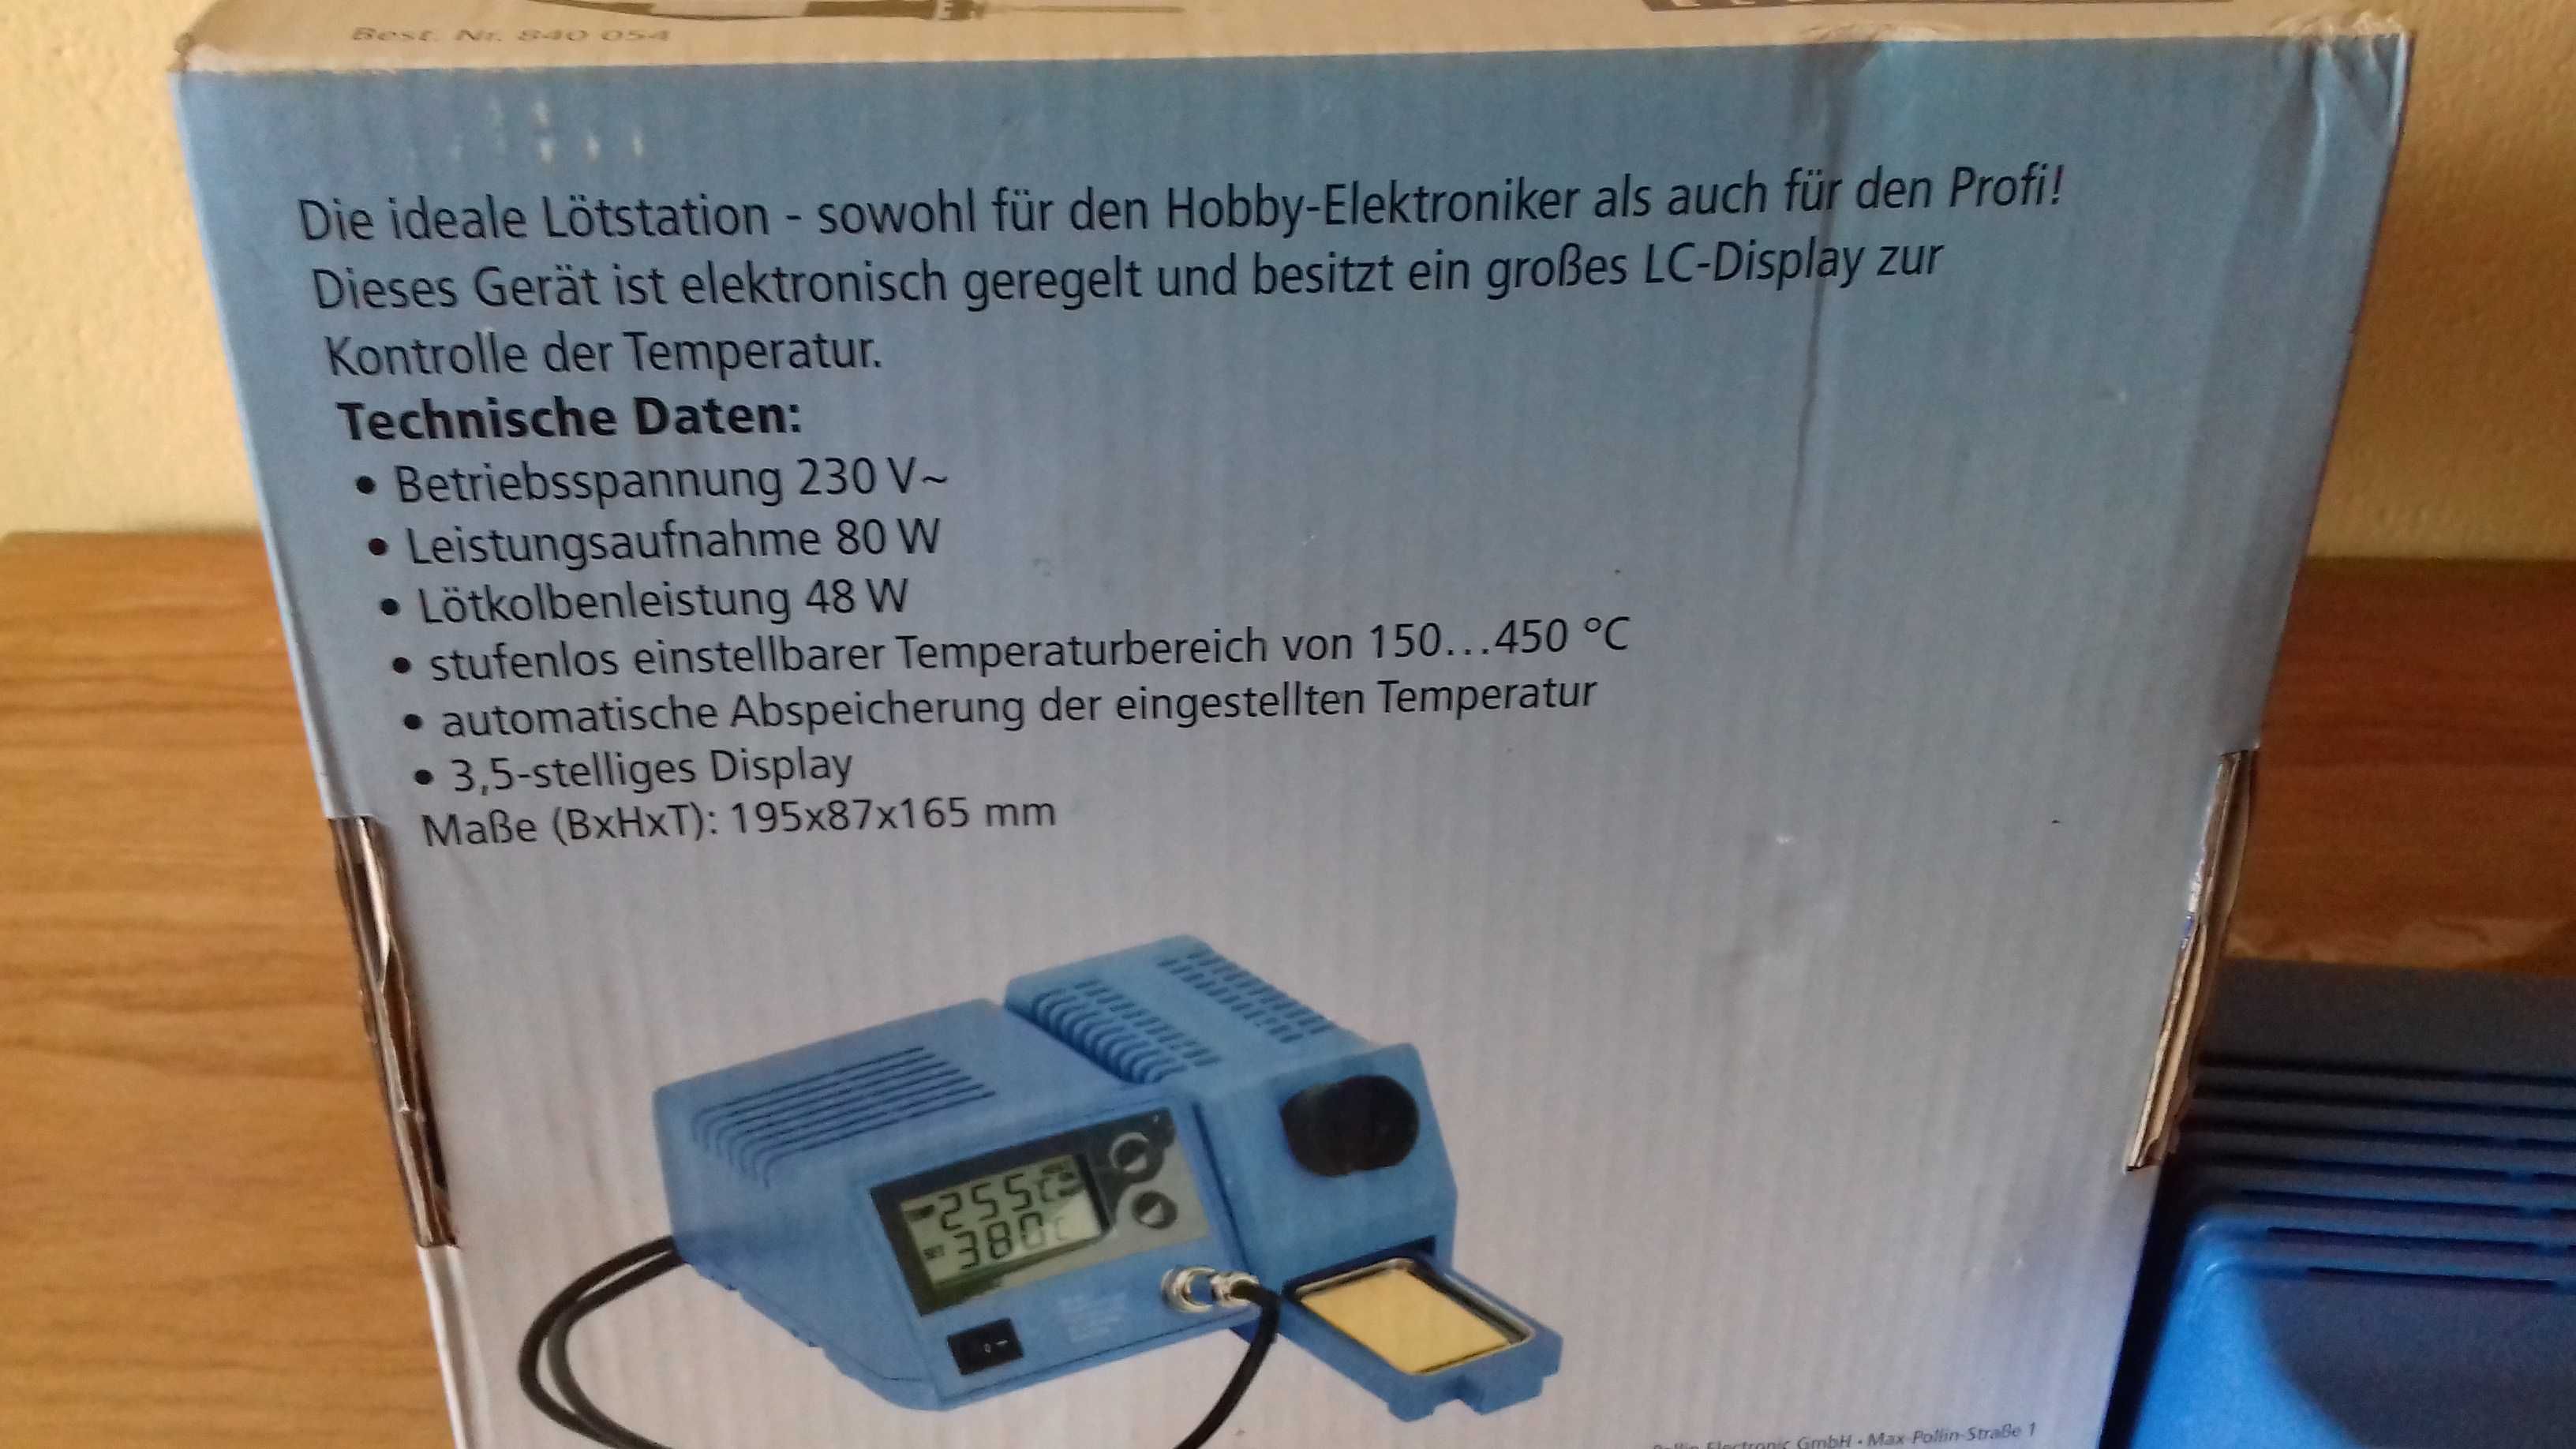 Best. Nr. 840 054
Die ideale Lötstation - sowohl für den Hobby-Elektroniker als auch für den Profi!
Dieses Gerät ist elektronisch geregelt und besitzt ein großes LC-Display zur
Kontrolle der Temperatur.
Technische Daten:
• Betriebsspannung 230 V~
• Leistungsaufnahme 80 W
• Lötkolbenleistung 48 W
• stufenlos einstellbarer Temperaturbereich von 150...450 °C
• automatische Abspeicherung der eingestellten Temperatur
• 3,5-stelliges Display
Maße (BxHxT): 195x87x165 mm
255°C
SET 380°C
Electronic GmbH • Max-Pollin-Straße 1